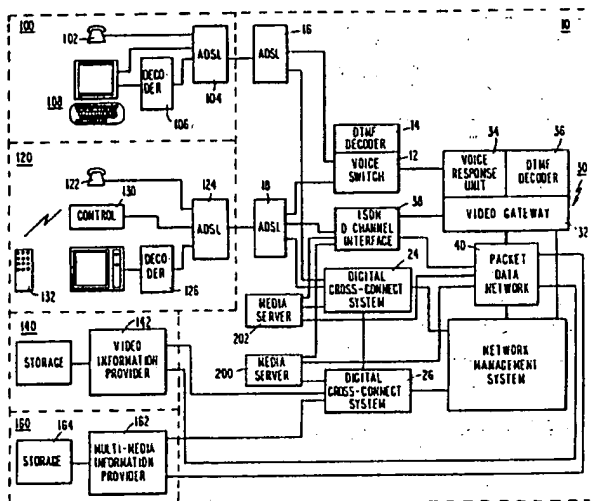 100
102
108
DECO-
DER
106
ADSL
104
16
ADSL
10
DTMF
DECODER
14
VOICE
SWITCH
12
34
36
VOICE
RESPONSE
UNIT
DTMF
DECODER
30
VIDEO GATEWAY
32
120
122
130
CONTROL
132
124
ADSL
DECODER
126
18
ADSL
ISDN
D CHANNEL
INTERFACE
38
40
PACKET
DATA
NETWORK
24
DIGITAL
CROSS-CONNECT
SYSTEM
MEDIA
SERVER
202
MEDIA
SERVER
200
DIGITAL
CROSS-CONNECT
SYSTEM
26
NETWORK
MANAGEMENT
SYSTEM
140
142
STORAGE
VIDEO
INFORMATION
PROVIDER
160
164
162
STORAGE
MULTI-MEDIA
INFORMATION
PROVIDER